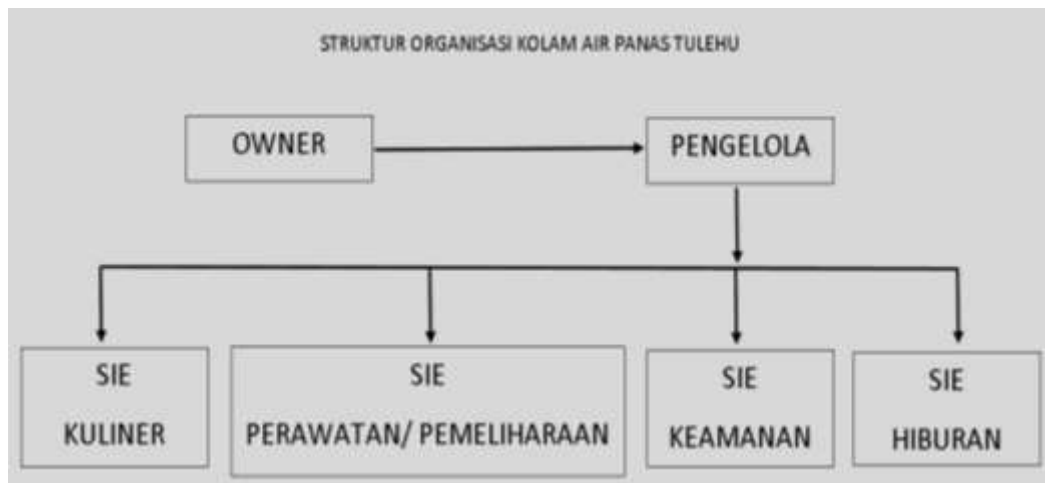 STRUKTUR ORGANISASI KOLAM AIR PANAS TULEHU
OWNER
PENGELOLA
SIE
KULINER
SIE
PERAWATAN/ PEMELIHARAAN
SIE
KEAMANAN
SIE
HIBURAN